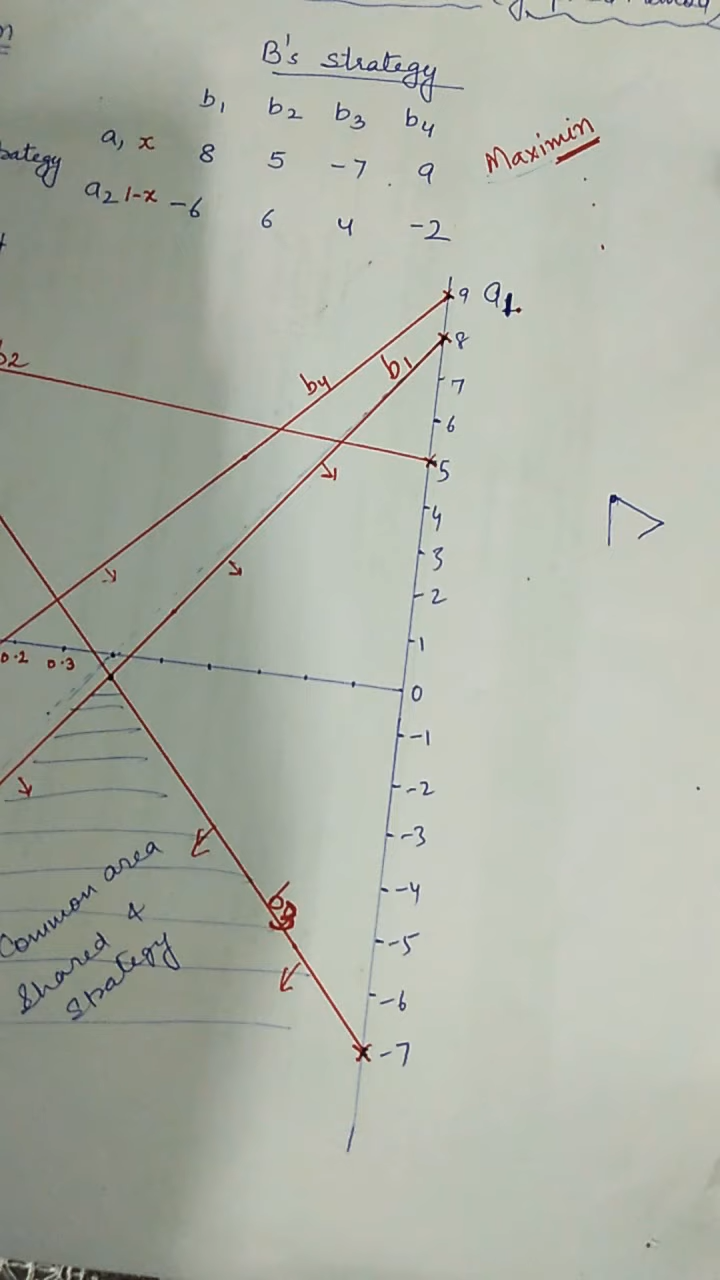 B's strategy
b1 b2 b3 b4
a1 x 8 5 -7 9
Maximin
a2 1-x -6 6 4 -2
9 a1
8
b4 b1
7
b2
6
5
4
3
2
1
0.2 0.3
0
-1
-2
-3
-4
b3
-5
-6
-7
Common area
Shared &
Strategy